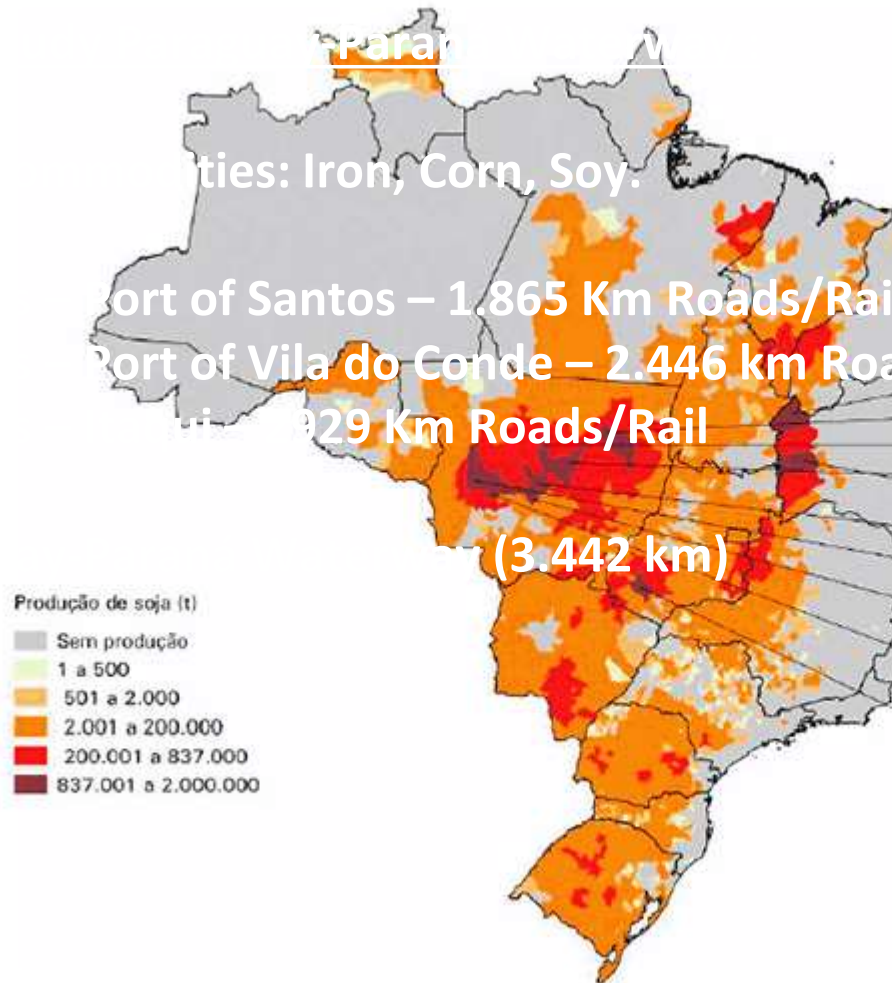 -Paraná
ties: Iron, Corn, Soy.
ort of Santos – 1.865 Km Roads/Rai
Port of Vila do Conde – 2.446 km Roa
929 Km Roads/Rail
(3.442 km)
Produção de soja (t)
Sem produção
1 a 500
501 a 2.000
2.001 a 200.000
200.001 a 837.000
837.001 a 2.000.000